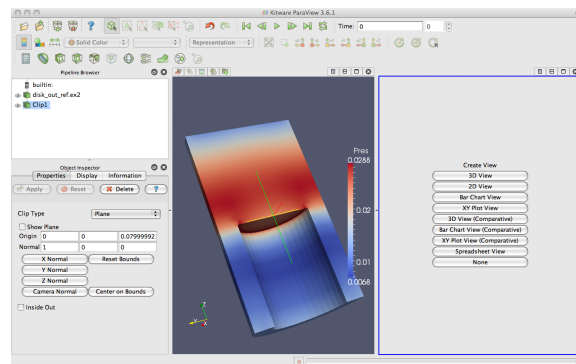 Kitware ParaView 3.6.1
Time: 0 0
Solid Color Representation
Pipeline Browser
builtin:
disk_out_ref.ex2
Clip1
Object Inspector
Properties Display Information
Apply Reset Delete ?
Clip Type Plane
Show Plane
Origin 0 0 0.07999992
Normal 1 0 0
X Normal Reset Bounds
Y Normal
Z Normal
Camera Normal Center on Bounds
Inside Out
Pres
0.0288
0.02
0.01
0.0068
Z
Y X
Create View
3D View
2D View
Bar Chart View
XY Plot View
3D View (Comparative)
Bar Chart View (Comparative)
XY Plot View (Comparative)
Spreadsheet View
None